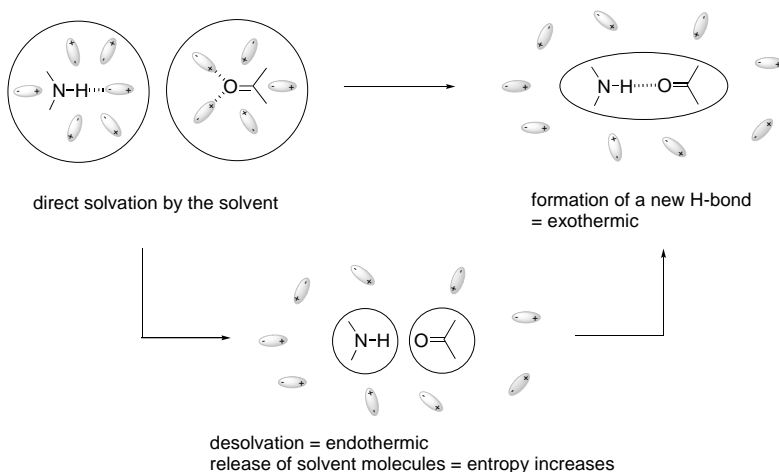 N-H
O
N-H
O
direct solvation by the solvent
formation of a new H-bond
= exothermic
N-H
O
desolvation = endothermic
release of solvent molecules = entropy increases